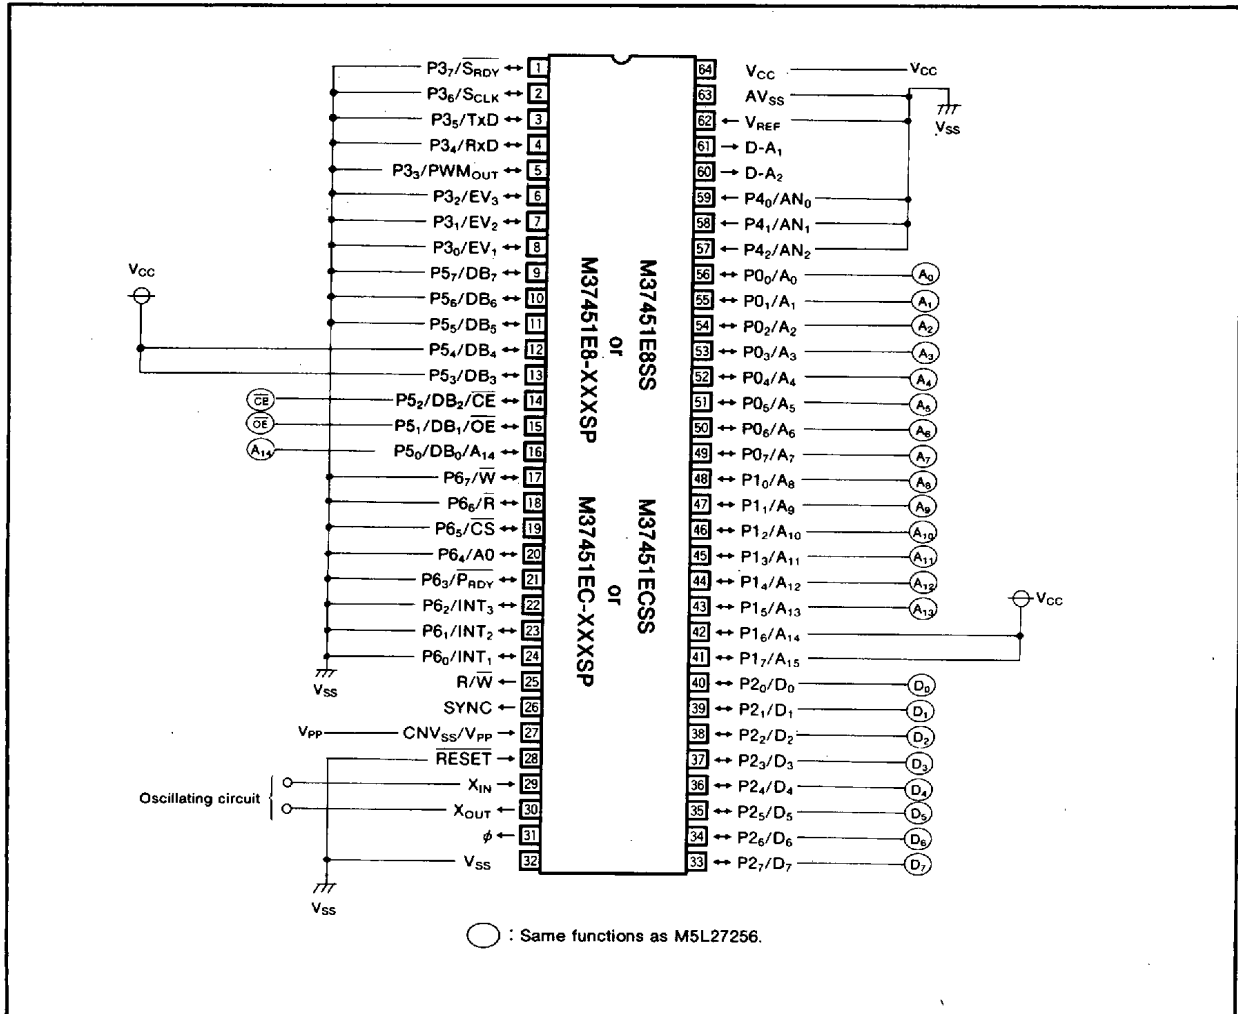 P3₇/S̅R̅D̅Y̅ 1
P3₆/SCLK 2
P3₅/TxD 3
P3₄/RxD 4
P3₃/PWMOUT 5
P3₂/EV₃ 6
P3₁/EV₂ 7
P3₀/EV₁ 8
P5₇/DB₇ 9
P5₆/DB₆ 10
P5₅/DB₅ 11
VCC
P5₄/DB₄ 12
P5₃/DB₃ 13
C̅E̅ P5₂/DB₂/C̅E̅ 14
O̅E̅ P5₁/DB₁/O̅E̅ 15
A₁₄ P5₀/DB₀/A₁₄ 16
P6₇/W̅ 17
P6₆/R̅ 18
P6₅/C̅S̅ 19
P6₄/A0 20
P6₃/P̅R̅D̅Y̅ 21
P6₂/INT₃ 22
P6₁/INT₂ 23
P6₀/INT₁ 24
VSS
R/W̅ 25
SYNC 26
VPP CNVSS/VPP 27
R̅E̅S̅E̅T̅ 28
Oscillating circuit
XIN 29
XOUT 30
φ 31
VSS 32
VSS
M37451E8SS
or
M37451E8-XXXSP
M37451ECSS
or
M37451EC-XXXSP
64 VCC VCC
63 AVSS
VSS
62 VREF
61 D-A₁
60 D-A₂
59 P4₀/AN₀
58 P4₁/AN₁
57 P4₂/AN₂
56 P0₀/A₀ A₀
55 P0₁/A₁ A₁
54 P0₂/A₂ A₂
53 P0₃/A₃ A₃
52 P0₄/A₄ A₄
51 P0₅/A₅ A₅
50 P0₆/A₆ A₆
49 P0₇/A₇ A₇
48 P1₀/A₈ A₈
47 P1₁/A₉ A₉
46 P1₂/A₁₀ A₁₀
45 P1₃/A₁₁ A₁₁
44 P1₄/A₁₂ A₁₂
43 P1₅/A₁₃ A₁₃
VCC
42 P1₆/A₁₄
41 P1₇/A₁₅
40 P2₀/D₀ D₀
39 P2₁/D₁ D₁
38 P2₂/D₂ D₂
37 P2₃/D₃ D₃
36 P2₄/D₄ D₄
35 P2₅/D₅ D₅
34 P2₆/D₆ D₆
33 P2₇/D₇ D₇
: Same functions as M5L27256.